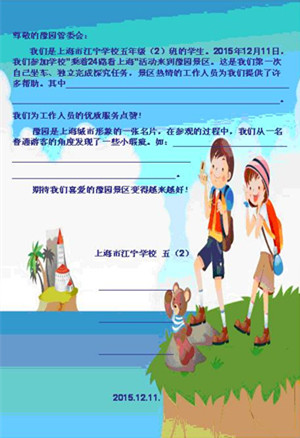 尊敬的豫园管委会：
我们是上海市江宁学校五年级（2）班的学生。2015年12月11日，
我们参加学校“乘着24路看上海”活动来到豫园景区。这是我们第一次
自己坐车、独立完成探究任务，景区热情的工作人员为我们提供了许
多帮助。其中
我们为工作人员的优质服务点赞！
豫园是上海城市形象的一张名片，在参观的过程中，我们从一名
普通游客的角度发现了一些小瑕疵。如：
期待我们喜爱的豫园景区变得越来越好！
上海市江宁学校 五（2）
2015.12.11.